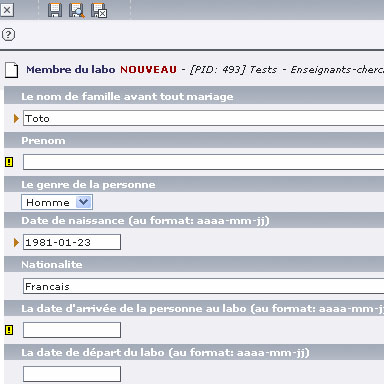 Membre du labo NOUVEAU - [PID: 493] Tests - Enseignants-cherc
Le nom de famille avant tout mariage
Toto
Prenom
Le genre de la personne
Homme
Date de naissance (au format: aaaa-mm-jj)
1981-01-23
Nationalite
Francais
La date d'arrivée de la personne au labo (au format: aaaa-mm-j
La date de départ du labo (au format: aaaa-mm-jj)